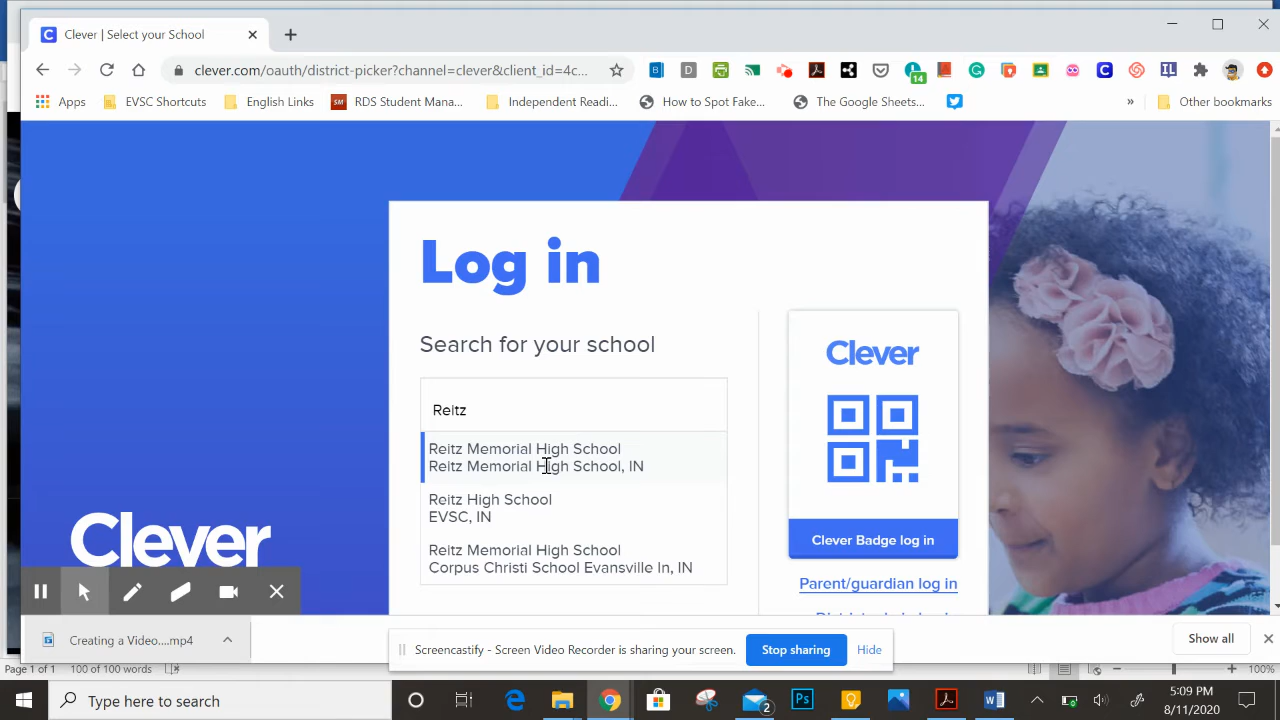 Clever | Select your School
clever.com/oauth/district-picker?channel=clever&client_id=4c...
14
Apps
EVSC Shortcuts
English Links
SM
RDS Student Mana...
Independent Readi...
How to Spot Fake...
The Google Sheets...
»
Other bookmarks
Log in
Search for your school
Reitz
Reitz Memorial High School
Reitz Memorial High School, IN
Reitz High School
EVSC, IN
Reitz Memorial High School
Corpus Christi School Evansville In, IN
Clever
Clever Badge log in
Parent/guardian log in
Clever
Creating a Video....mp4
Screencastify - Screen Video Recorder is sharing your screen.
Stop sharing
Hide
Show all
Page 1 of 1
100 of 100 words
100%
Type here to search
2
Ps
5:09 PM
8/11/2020